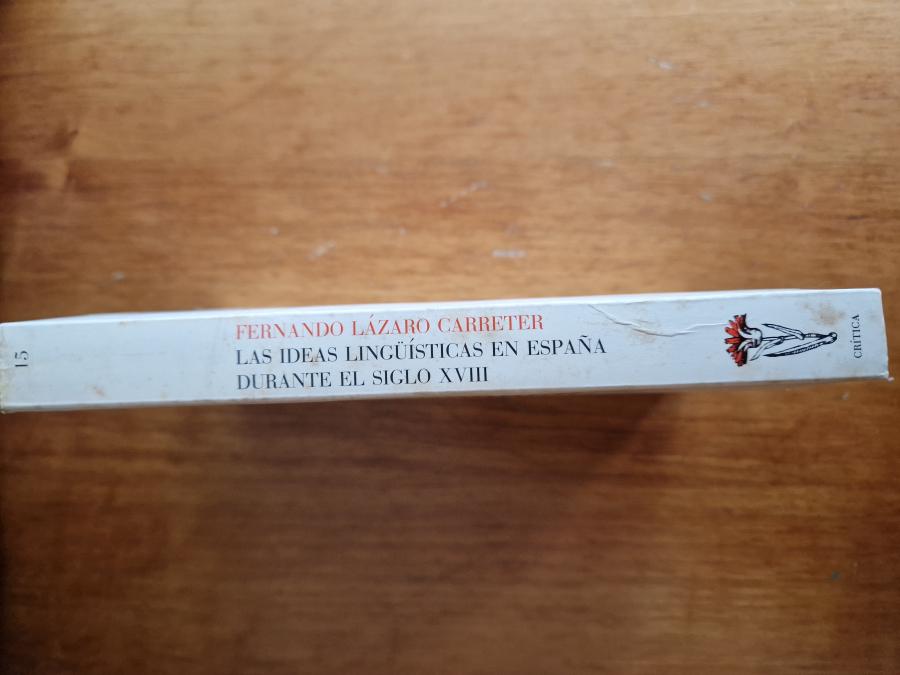 15
FERNANDO LÁZARO CARRETER
LAS IDEAS LINGÜÍSTICAS EN ESPAÑA
DURANTE EL SIGLO XVIII
CRÍTICA